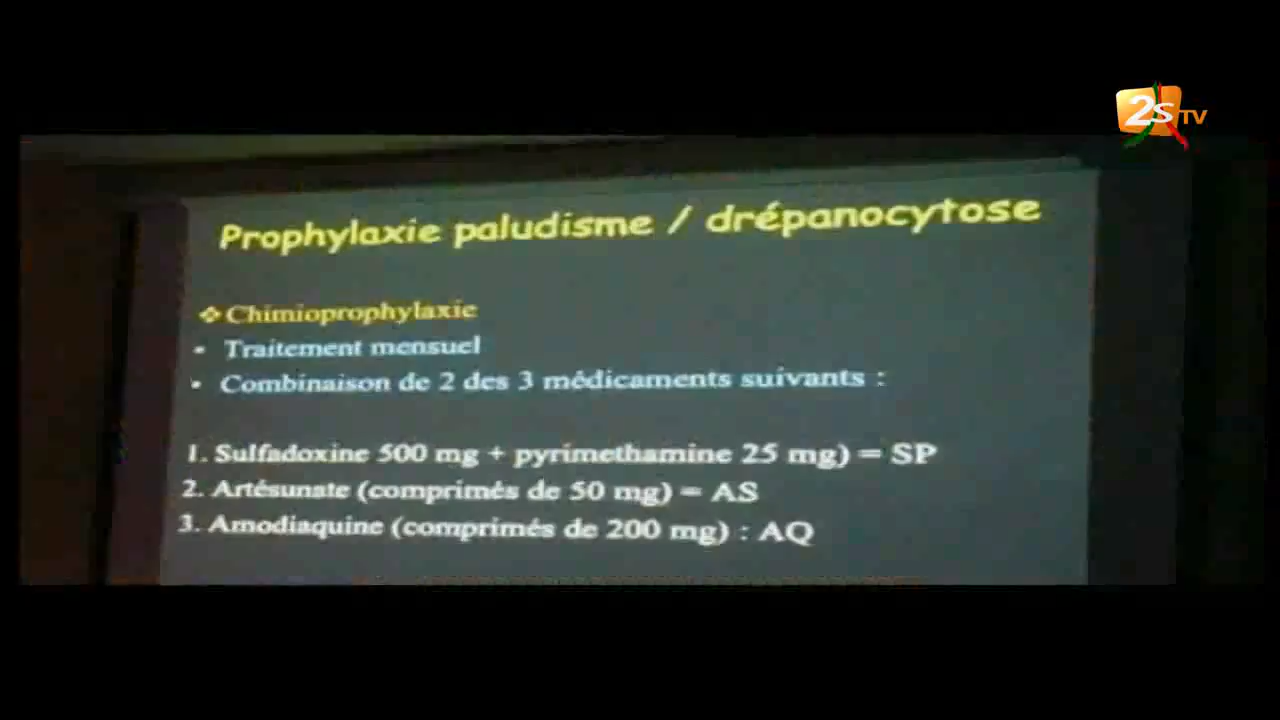 2S TV
Prophylaxie paludisme / drépanocytose
❖ Chimioprophylaxie
• Traitement mensuel
• Combinaison de 2 des 3 médicaments suivants :
1. Sulfadoxine 500 mg + pyrimethamine 25 mg) = SP
2. Artésunate (comprimés de 50 mg) = AS
3. Amodiaquine (comprimés de 200 mg) : AQ